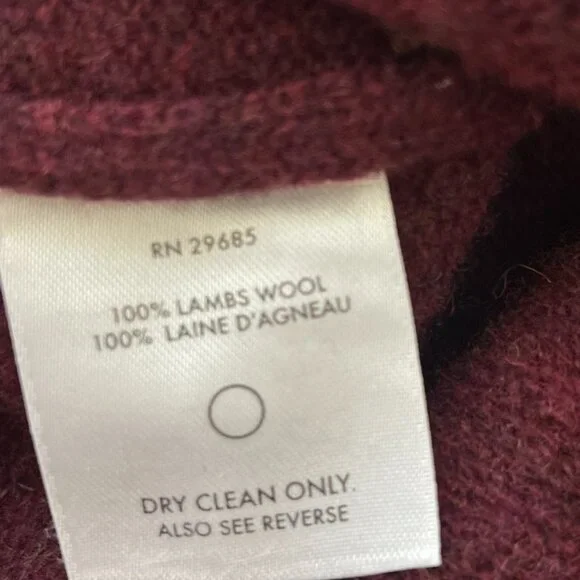 RN 29685
100% LAMBS WOOL
100% LAINE D'AGNEAU
DRY CLEAN ONLY.
ALSO SEE REVERSE